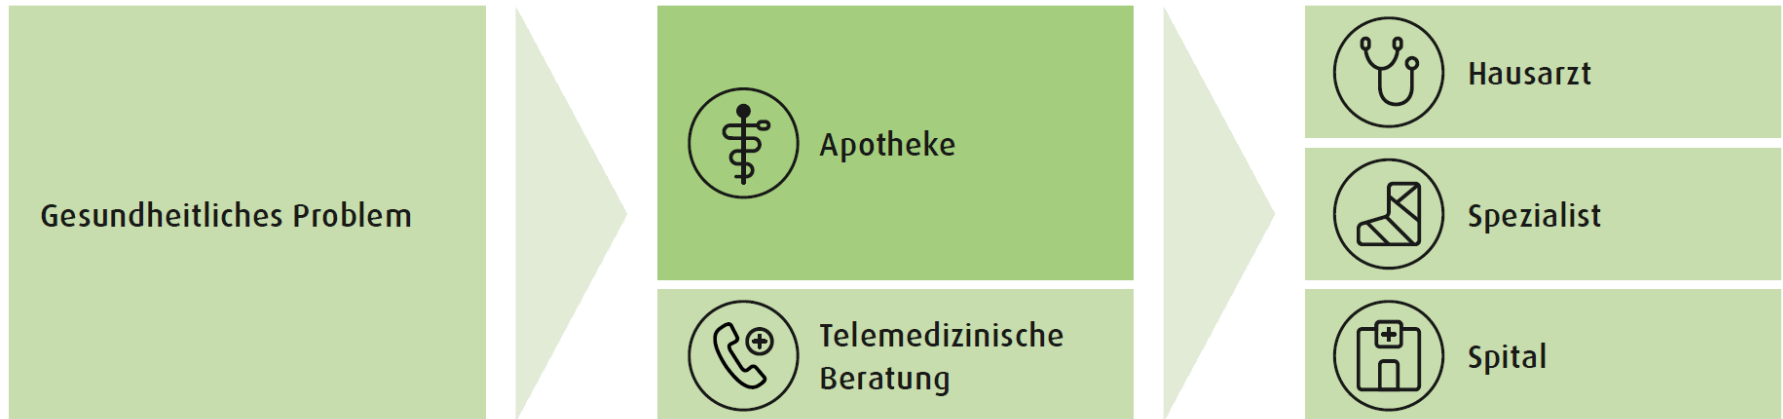 Gesundheitliches Problem
Apotheke
Telemedizinische
Beratung
Hausarzt
Spezialist
Spital